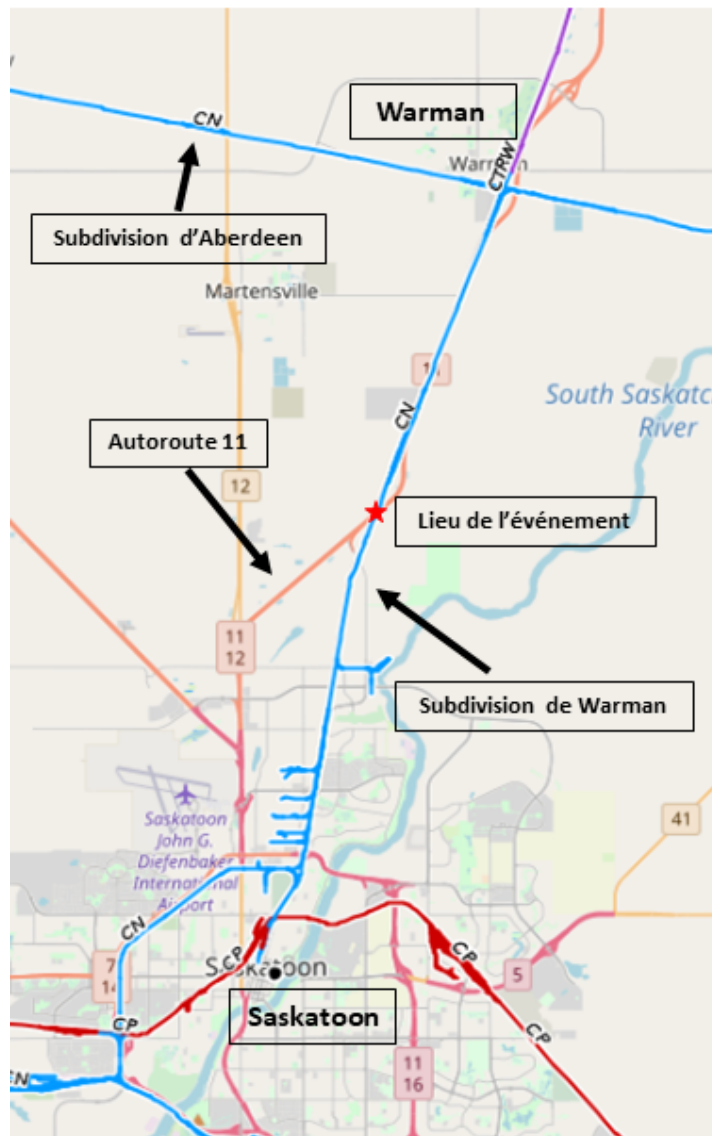 CN
Warman
Warman
CTRW
Subdivision d'Aberdeen
Martensville
CN
South Saskatc
River
Autoroute 11
12
Lieu de l'événement
11
12
Subdivision de Warman
Saskatoon
John G.
Diefenbaker
International
Airport
41
CN
CP
Saskatoon
CP
5
7
14
Saskatoon
CP
CP
11
16